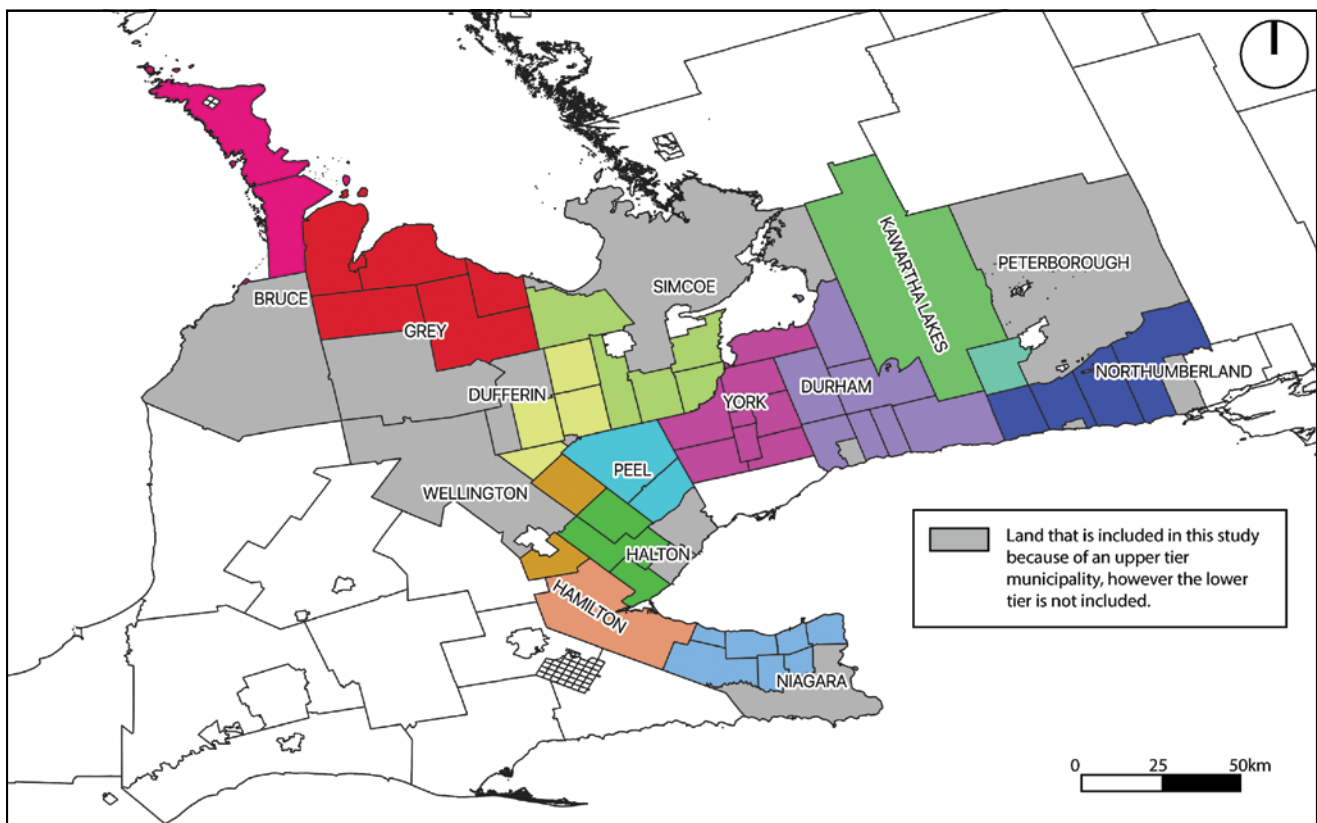 BRUCE
GREY
SIMCOE
KAWARTHA LAKES
PETERBOROUGH
DUFFERIN
YORK
DURHAM
NORTHUMBERLAND
WELLINGTON
PEEL
HALTON
HAMILTON
NIAGARA
Land that is included in this study
because of an upper tier
municipality, however the lower
tier is not included.
0 25 50km